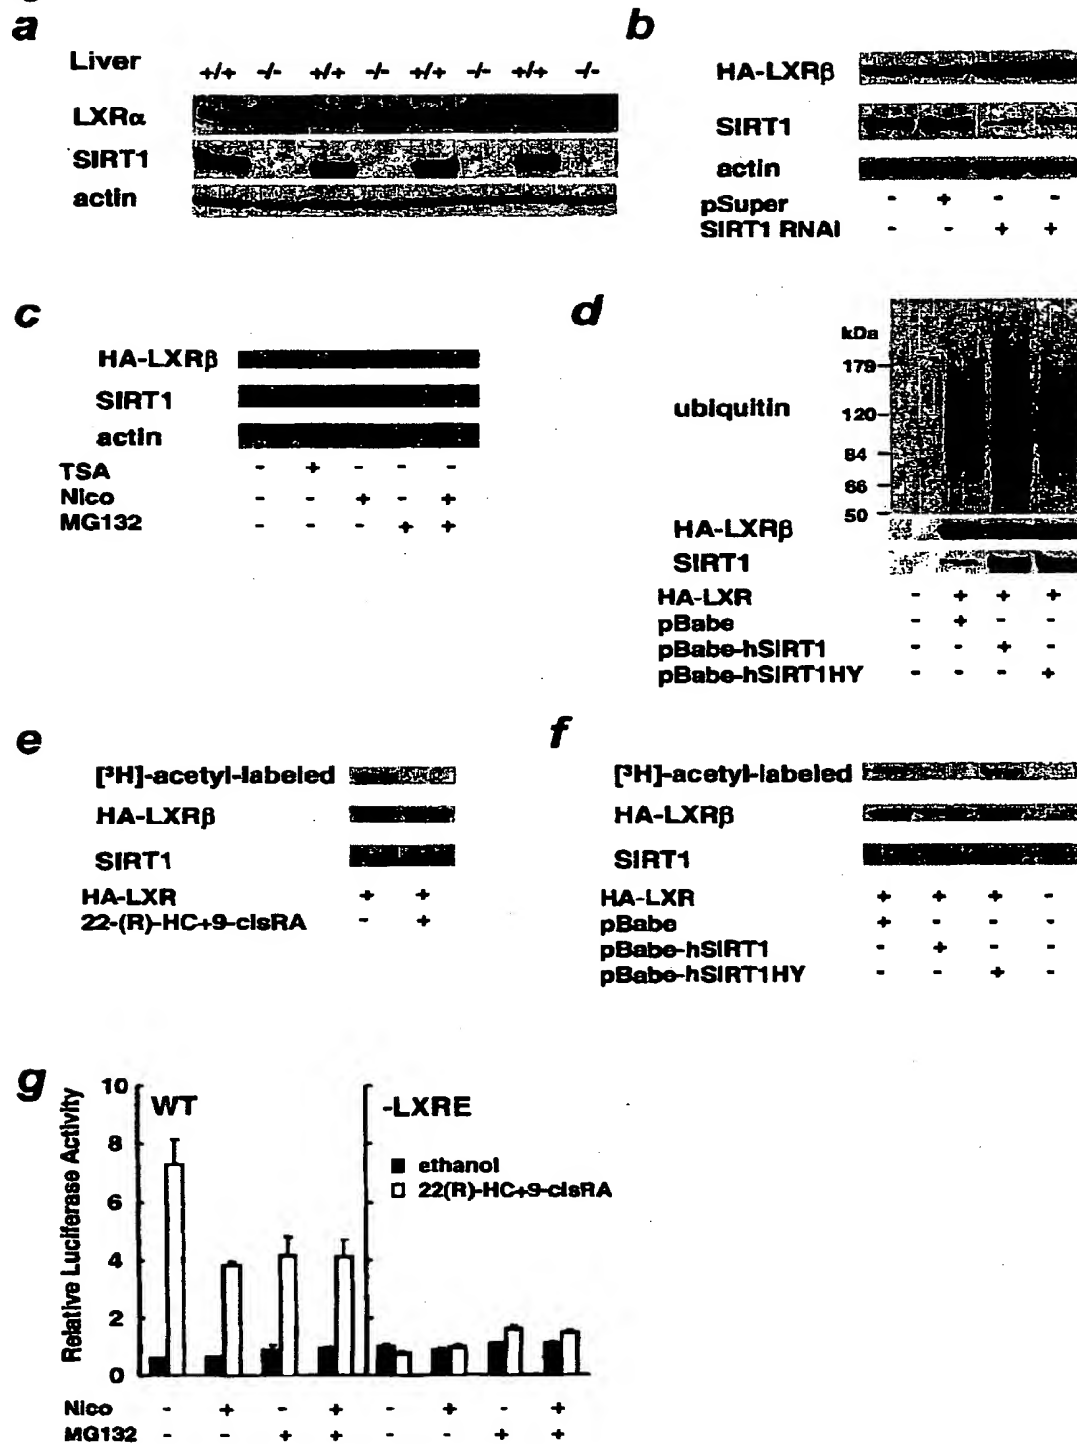 a
Liver +/+ -/- +/+ -/- +/+ -/- +/+ -/-
LXRα
SIRT1
actin
b
HA-LXRβ
SIRT1
actin
pSuper - + - -
SIRT1 RNAi - - + +
c
HA-LXRβ
SIRT1
actin
TSA - + - - -
Nico - - + - +
MG132 - - - + +
d
kDa
179
ubiquitin 120
84
66
50
HA-LXRβ
SIRT1
HA-LXR - + + +
pBabe - + - -
pBabe-hSIRT1 - - + -
pBabe-hSIRT1HY - - - +
e
[³H]-acetyl-labeled
HA-LXRβ
SIRT1
HA-LXR + +
22-(R)-HC+9-cisRA - +
f
[³H]-acetyl-labeled
HA-LXRβ
SIRT1
HA-LXR + + + -
pBabe + - - -
pBabe-hSIRT1 - + - -
pBabe-hSIRT1HY - - + -
g
Relative Luciferase Activity
10
8
6
4
2
0
WT
-LXRE
ethanol
22(R)-HC+9-cisRA
Nico - + - + - + - +
MG132 - - + + - - + +